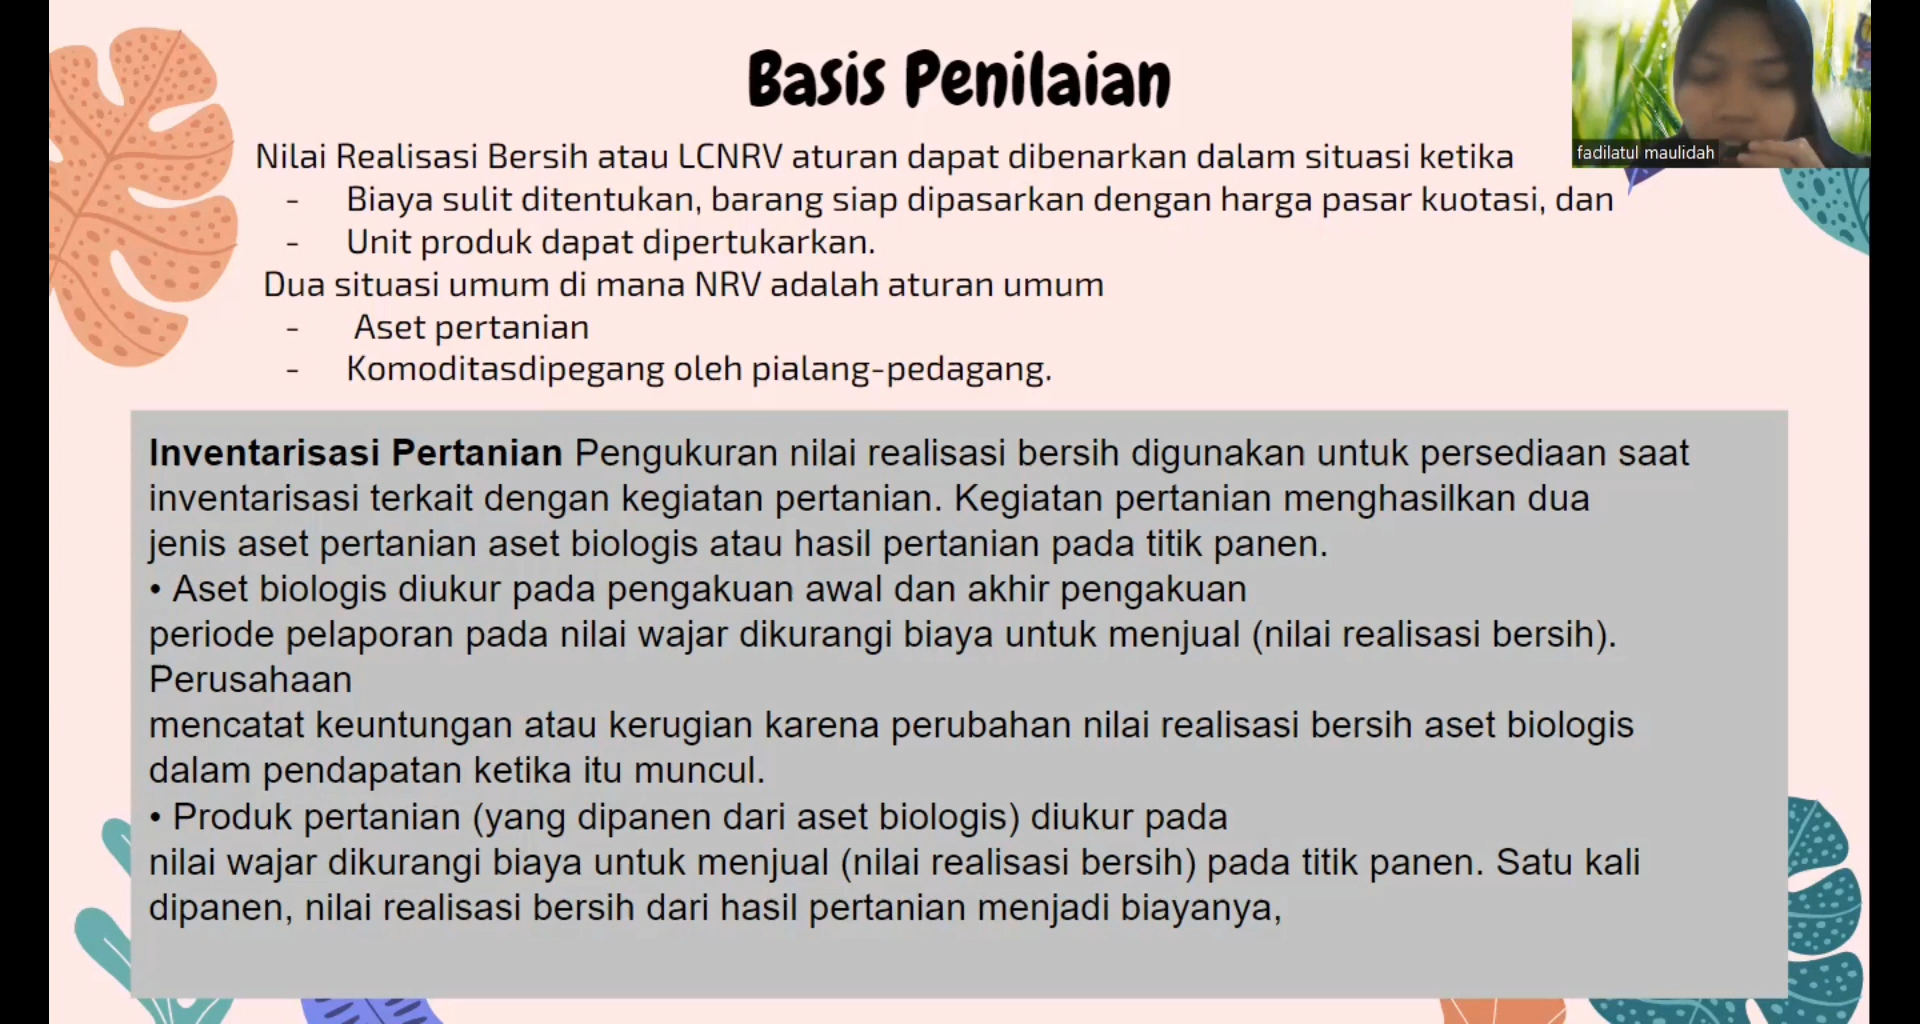 Basis Penilaian
fadilatul maulidah
Nilai Realisasi Bersih atau LCNRV aturan dapat dibenarkan dalam situasi ketika
- Biaya sulit ditentukan, barang siap dipasarkan dengan harga pasar kuotasi, dan
- Unit produk dapat dipertukarkan.
Dua situasi umum di mana NRV adalah aturan umum
- Aset pertanian
- Komoditasdipegang oleh pialang-pedagang.
Inventarisasi Pertanian Pengukuran nilai realisasi bersih digunakan untuk persediaan saat
inventarisasi terkait dengan kegiatan pertanian. Kegiatan pertanian menghasilkan dua
jenis aset pertanian aset biologis atau hasil pertanian pada titik panen.
• Aset biologis diukur pada pengakuan awal dan akhir pengakuan
periode pelaporan pada nilai wajar dikurangi biaya untuk menjual (nilai realisasi bersih).
Perusahaan
mencatat keuntungan atau kerugian karena perubahan nilai realisasi bersih aset biologis
dalam pendapatan ketika itu muncul.
• Produk pertanian (yang dipanen dari aset biologis) diukur pada
nilai wajar dikurangi biaya untuk menjual (nilai realisasi bersih) pada titik panen. Satu kali
dipanen, nilai realisasi bersih dari hasil pertanian menjadi biayanya,